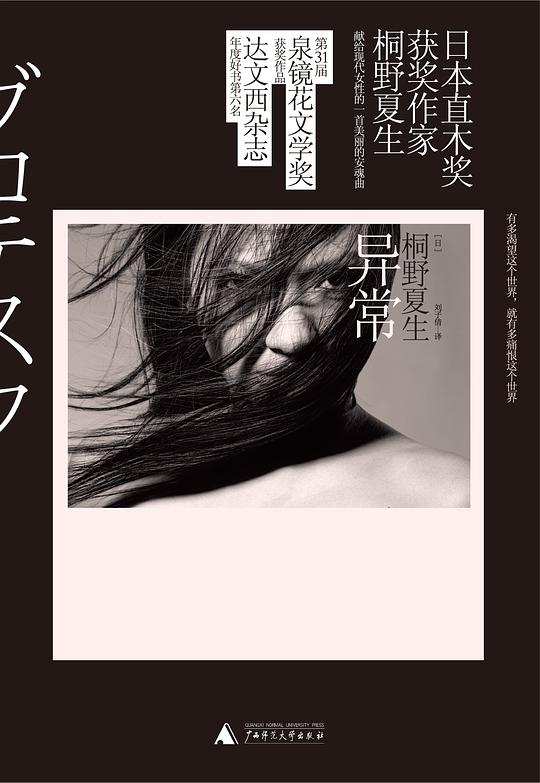 日本直木奖
获奖作家
桐野夏生
献给现代女性的一首美丽的安魂曲
第31届
泉镜花文学奖
获奖作品
达文西杂志
年度好书第六名
グロテスク
有多渴望这个世界，就有多痛恨这个世界
[日]
桐野夏生
刘子倩—译
异常
GUANGXI NORMAL UNIVERSITY PRESS
广西师范大学出版社